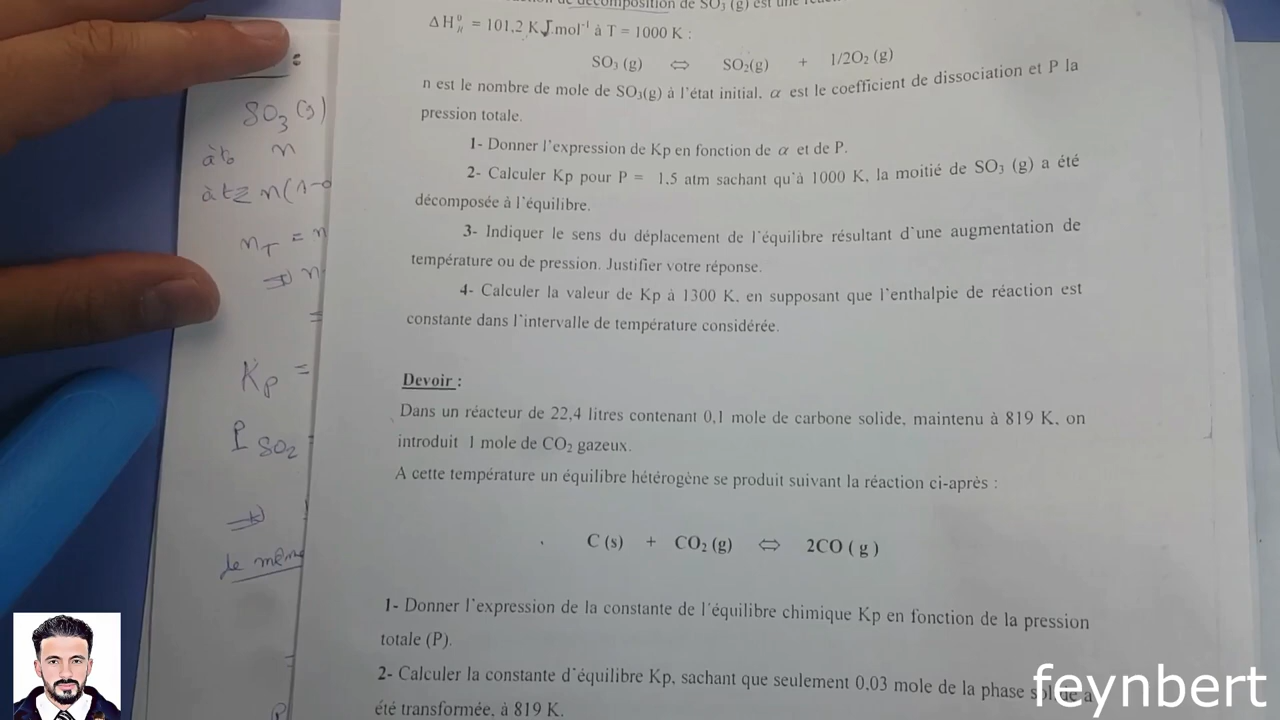 de décomposition de SO₃ (g) est une
ΔH⁰ᵣ = 101,2 KJ.mol⁻¹ à T = 1000 K :
SO₃ (g) ⇔ SO₂(g) + 1/2O₂ (g)
n est le nombre de mole de SO₃(g) à l'état initial, α est le coefficient de dissociation et P la
pression totale.
1- Donner l'expression de Kp en fonction de α et de P.
2- Calculer Kp pour P = 1,5 atm sachant qu'à 1000 K, la moitié de SO₃ (g) a été
décomposée à l'équilibre.
3- Indiquer le sens du déplacement de l'équilibre résultant d'une augmentation de
température ou de pression. Justifier votre réponse.
4- Calculer la valeur de Kp à 1300 K, en supposant que l'enthalpie de réaction est
constante dans l'intervalle de température considérée.
Devoir :
Dans un réacteur de 22,4 litres contenant 0,1 mole de carbone solide, maintenu à 819 K, on
introduit 1 mole de CO₂ gazeux.
A cette température un équilibre hétérogène se produit suivant la réaction ci-après :
C (s) + CO₂ (g) ⇔ 2CO ( g )
1- Donner l'expression de la constante de l'équilibre chimique Kp en fonction de la pression
totale (P).
2- Calculer la constante d'équilibre Kp, sachant que seulement 0,03 mole de la phase solide a
été transformée, à 819 K.
:
SO₃ (g)
à t₀ n
à t n(1-α
n_T = n
⇒ n
=
Kp =
P SO₂ =
⇒
de même
=
P
feynbert